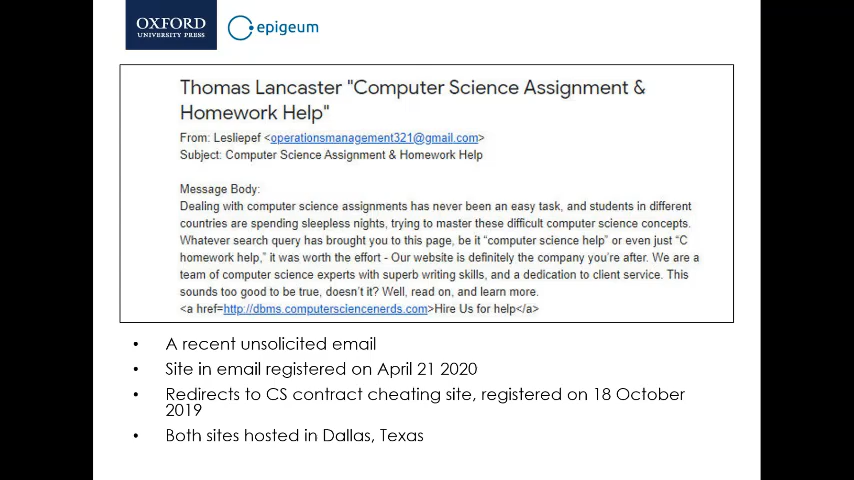 OXFORD
UNIVERSITY PRESS
epigeum
Thomas Lancaster "Computer Science Assignment &
Homework Help"
From: Lesliepef <operationsmanagement321@gmail.com>
Subject: Computer Science Assignment & Homework Help
Message Body:
Dealing with computer science assignments has never been an easy task, and students in different
countries are spending sleepless nights, trying to master these difficult computer science concepts.
Whatever search query has brought you to this page, be it “computer science help” or even just “C
homework help,” it was worth the effort - Our website is definitely the company you’re after. We are a
team of computer science experts with superb writing skills, and a dedication to client service. This
sounds too good to be true, doesn’t it? Well, read on, and learn more.
<a href=http://dbms.computersciencenerds.com>Hire Us for help</a>
• A recent unsolicited email
• Site in email registered on April 21 2020
• Redirects to CS contract cheating site, registered on 18 October
2019
• Both sites hosted in Dallas, Texas